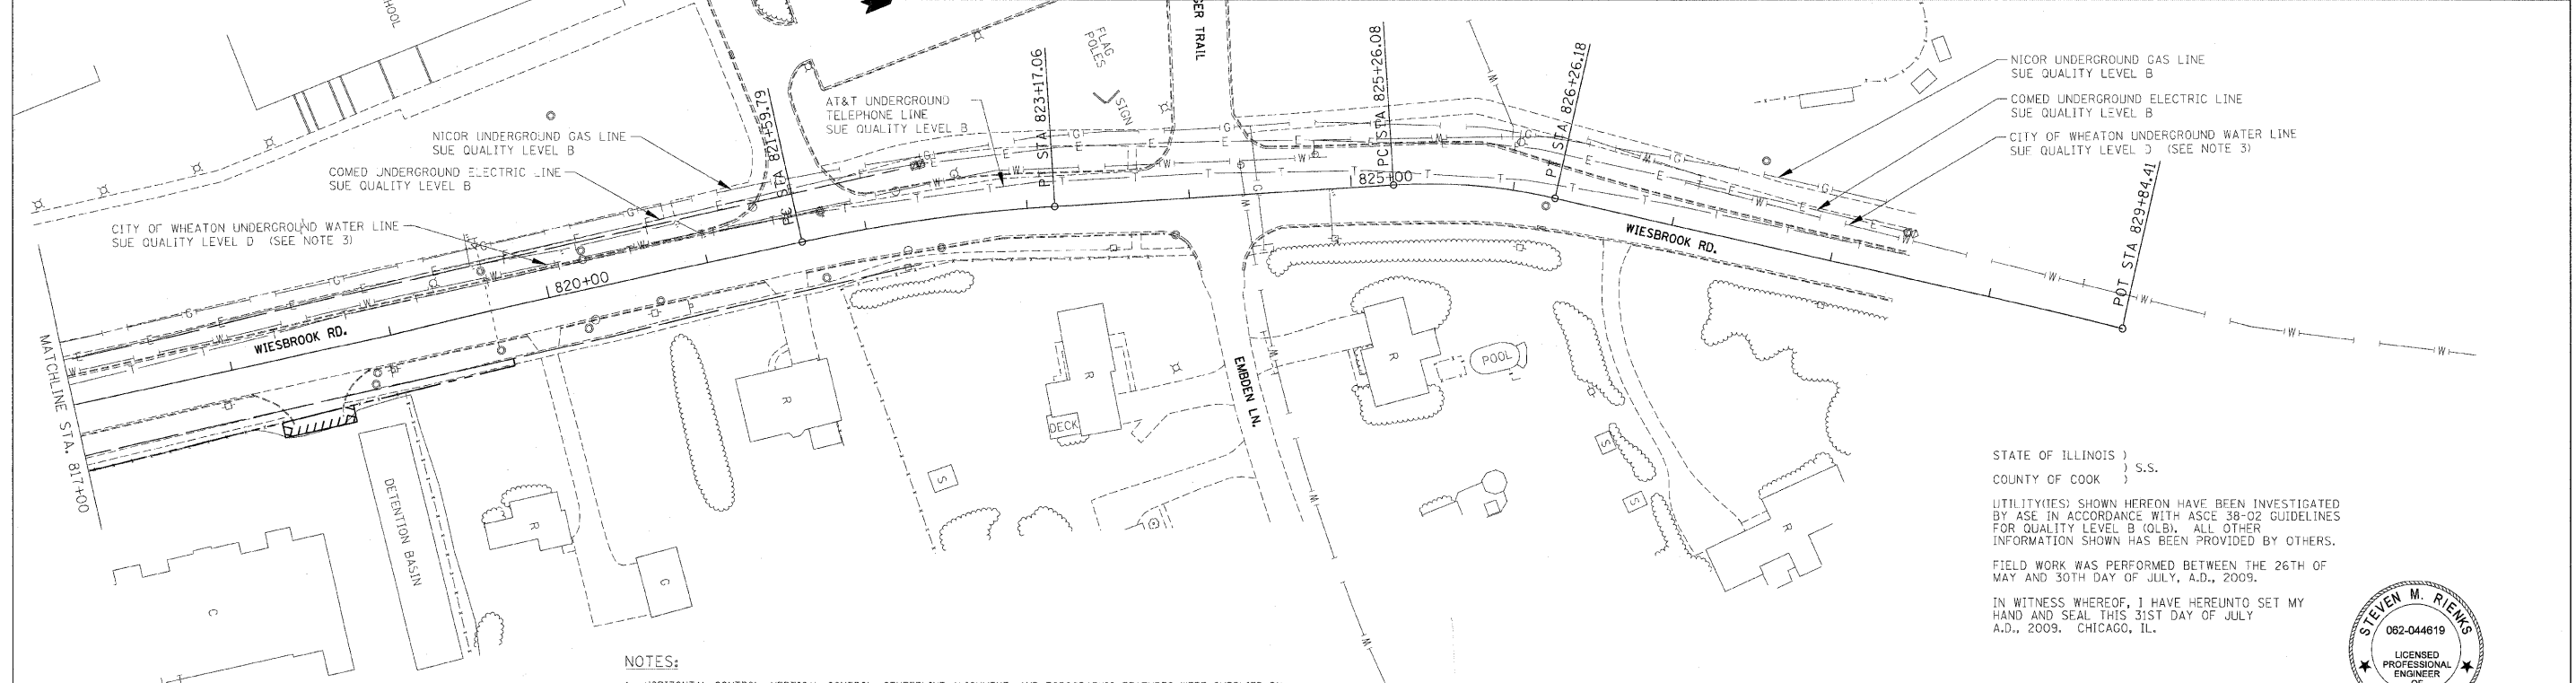 HOOL
ER TRAIL
FLAG
POLES
SIGN
NICOR UNDERGROUND GAS LINE
SUE QUALITY LEVEL B
COMED UNDERGROUND ELECTRIC LINE
SUE QUALITY LEVEL B
CITY OF WHEATON UNDERGROUND WATER LINE
SUE QUALITY LEVEL D (SEE NOTE 3)
AT&T UNDERGROUND
TELEPHONE LINE
SUE QUALITY LEVEL B
STA 821+59.79
STA 823+17.06
PC STA 825+26.08
STA 826+26.18
POT STA 829+84.41
NICOR UNDERGROUND GAS LINE
SUE QUALITY LEVEL B
COMED UNDERGROUND ELECTRIC LINE
SUE QUALITY LEVEL B
CITY OF WHEATON UNDERGROUND WATER LINE
SUE QUALITY LEVEL D (SEE NOTE 3)
820+00
825+00
WIESBROOK RD.
WIESBROOK RD.
MATCHLINE STA. 817+00
EMBDEN LN.
DETENTION BASIN
DECK
POOL
R
R
R
R
R
S
S
S
G
C
STATE OF ILLINOIS )
) S.S.
COUNTY OF COOK )
UTILITY(IES) SHOWN HEREON HAVE BEEN INVESTIGATED
BY ASE IN ACCORDANCE WITH ASCE 38-02 GUIDELINES
FOR QUALITY LEVEL B (QLB). ALL OTHER
INFORMATION SHOWN HAS BEEN PROVIDED BY OTHERS.
FIELD WORK WAS PERFORMED BETWEEN THE 26TH OF
MAY AND 30TH DAY OF JULY, A.D., 2009.
IN WITNESS WHEREOF, I HAVE HEREUNTO SET MY
HAND AND SEAL THIS 31ST DAY OF JULY
A.D., 2009. CHICAGO, IL.
STEVEN M. RIENKS
062-044619
LICENSED
PROFESSIONAL
ENGINEER
NOTES: